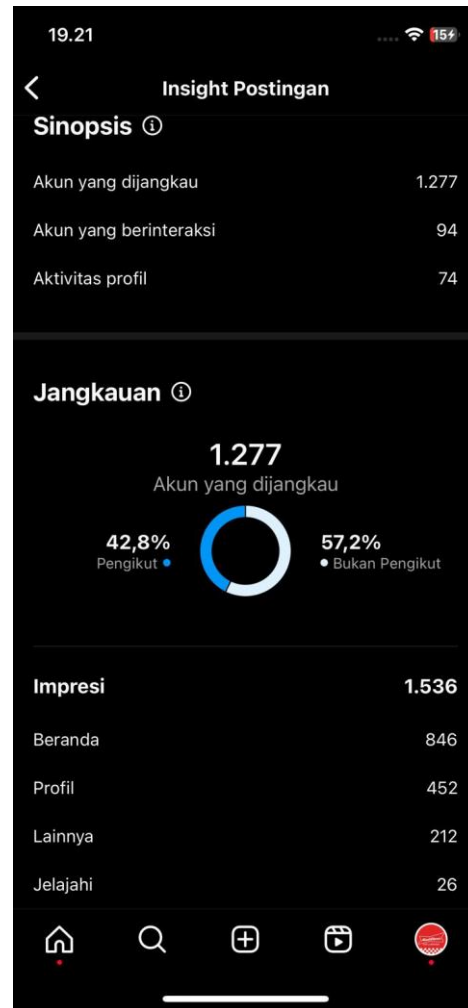 19.21
15
Insight Postingan
Sinopsis
Akun yang dijangkau 1.277
Akun yang berinteraksi 94
Aktivitas profil 74
Jangkauan
1.277
Akun yang dijangkau
42,8% 57,2%
Pengikut Bukan Pengikut
Impresi 1.536
Beranda 846
Profil 452
Lainnya 212
Jelajahi 26